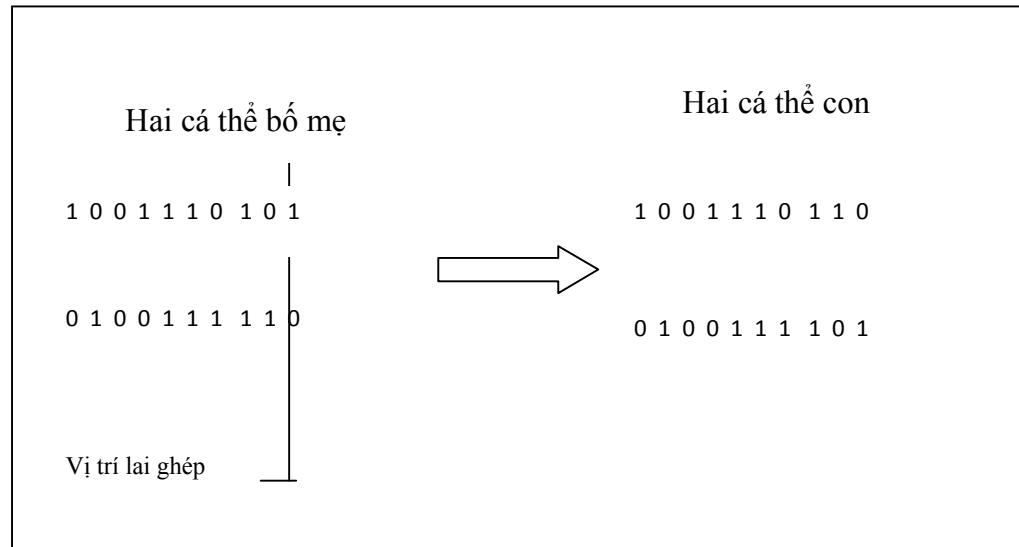 Hai cá thể bố mẹ
Hai cá thể con
1 0 0 1 1 1 0 1 0 1
1 0 0 1 1 1 0 1 1 0
0 1 0 0 1 1 1 1 1 0
0 1 0 0 1 1 1 1 0 1
Vị trí lai ghép